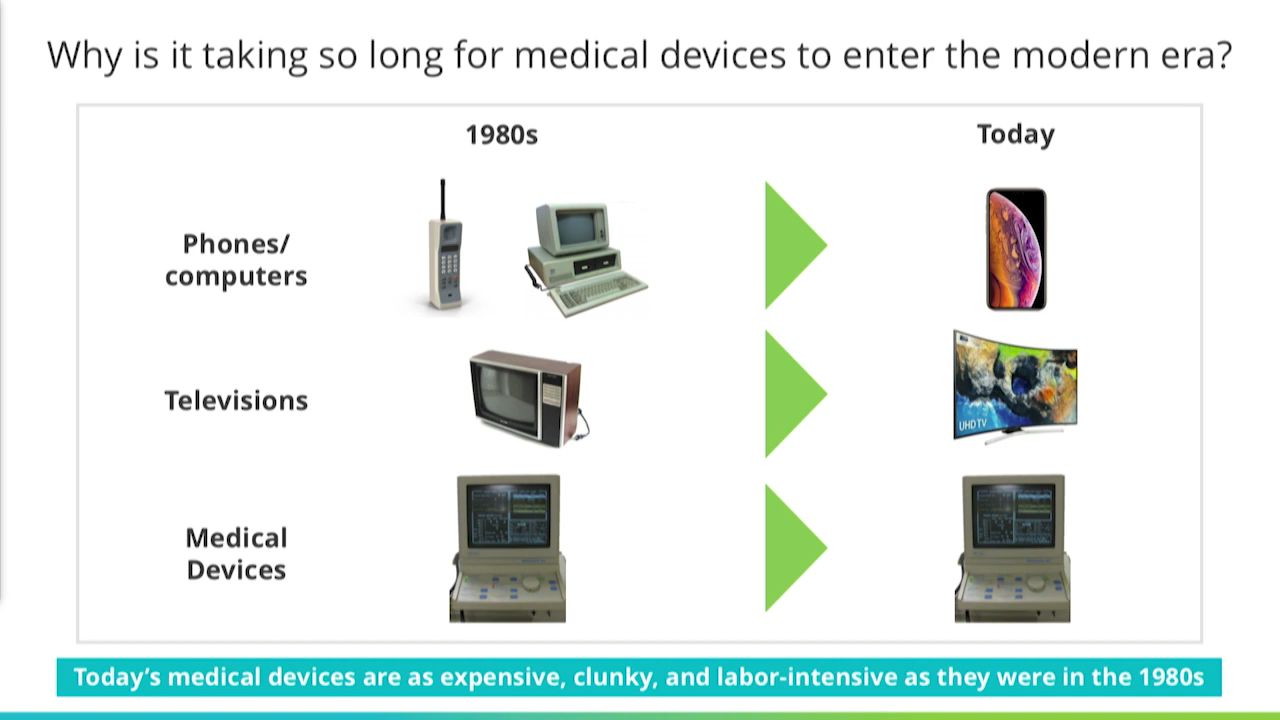 Why is it taking so long for medical devices to enter the modern era?
1980s
Today
Phones/
computers
Televisions
UHD TV
Medical
Devices
Today's medical devices are as expensive, clunky, and labor-intensive as they were in the 1980s